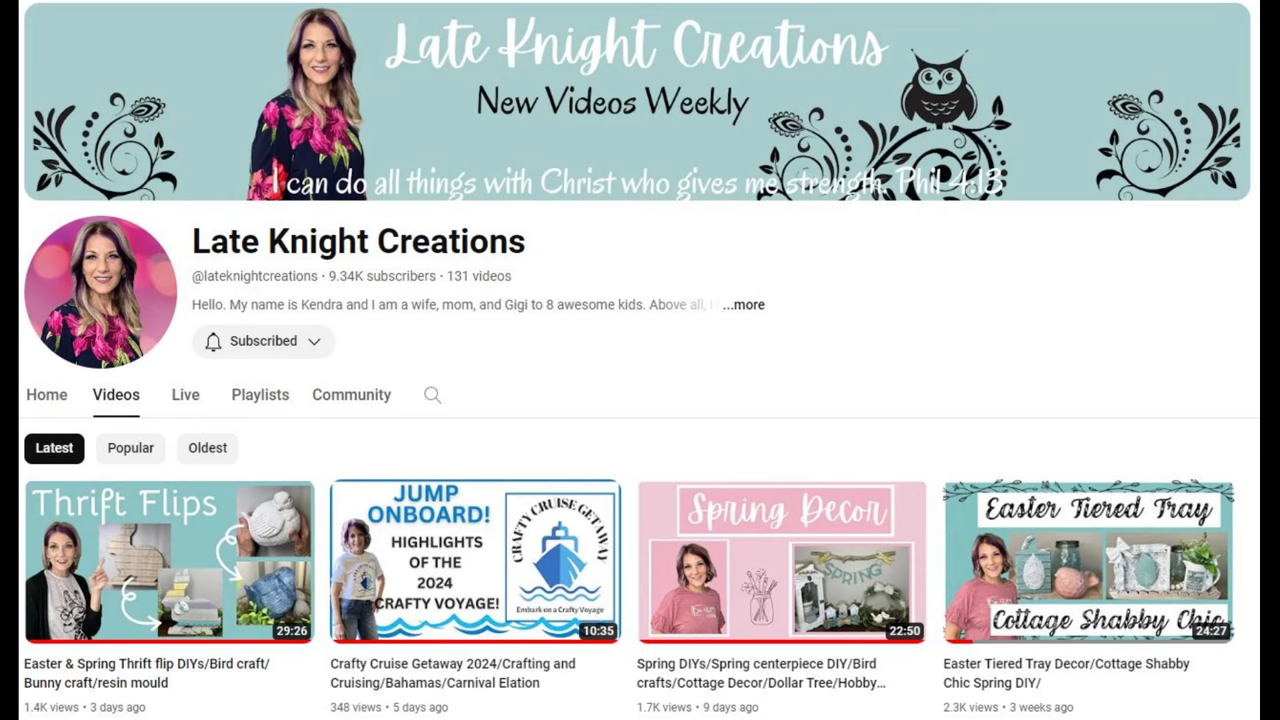 Late Knight Creations
New Videos Weekly
I can do all things with Christ who gives me strength. Phil 4:13
Late Knight Creations
@lateknightcreations · 9.34K subscribers · 131 videos
Hello. My name is Kendra and I am a wife, mom, and Gigi to 8 awesome kids. Above all, I ...more
Subscribed
Home Videos Live Playlists Community
Latest Popular Oldest
Thrift Flips
29:26
JUMP
ONBOARD!
HIGHLIGHTS
OF THE
2024
CRAFTY VOYAGE!
CRAFTY CRUISE GETAWAY
Embark on a Crafty Voyage
10:35
Spring Decor
SPRING
22:50
Easter Tiered Tray
Cottage Shabby Chic
24:27
Easter & Spring Thrift flip DIYs/Bird craft/
Bunny craft/resin mould
1.4K views · 3 days ago
Crafty Cruise Getaway 2024/Crafting and
Cruising/Bahamas/Carnival Elation
348 views · 5 days ago
Spring DIYs/Spring centerpiece DIY/Bird
crafts/Cottage Decor/Dollar Tree/Hobby...
1.7K views · 9 days ago
Easter Tiered Tray Decor/Cottage Shabby
Chic Spring DIY/
2.3K views · 3 weeks ago